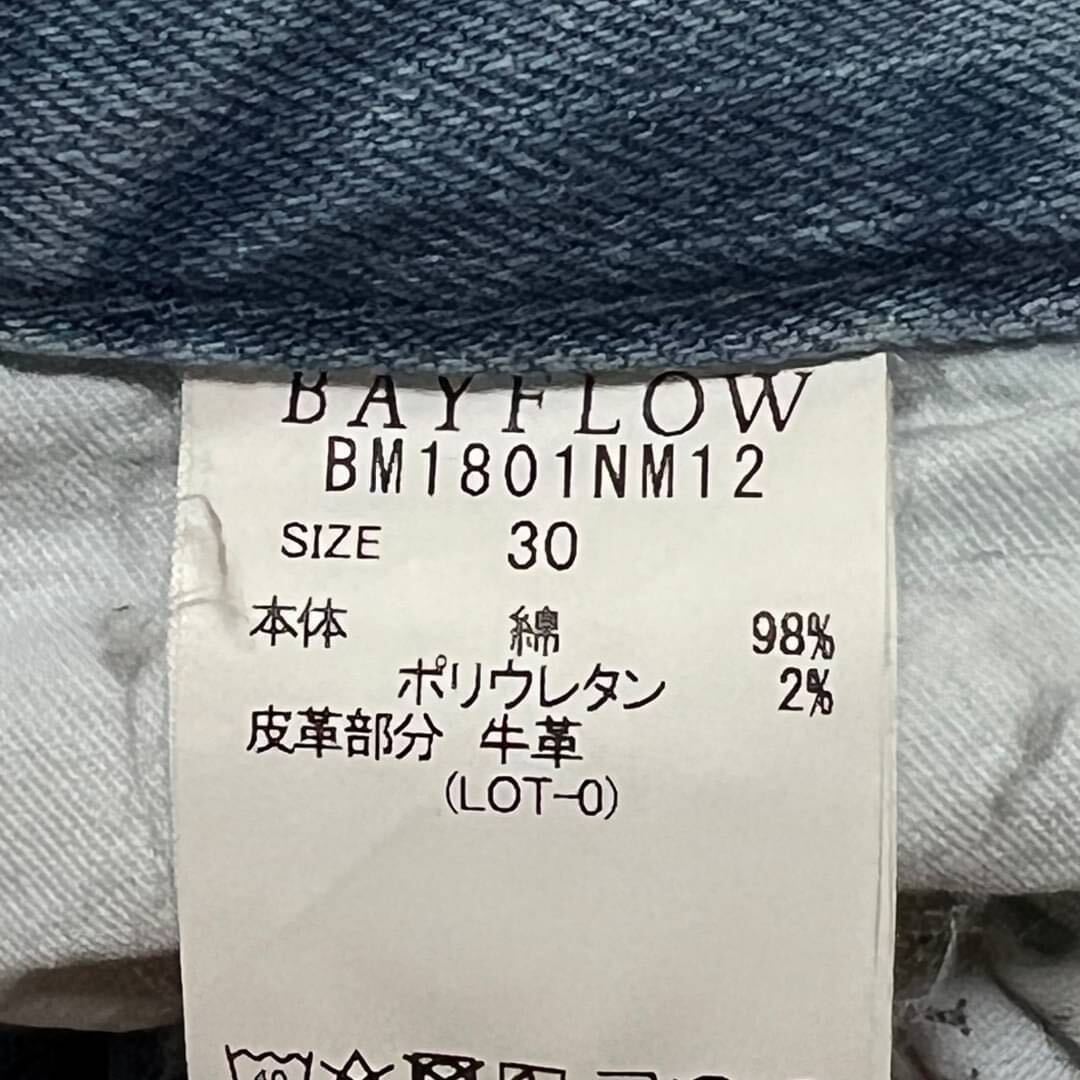 BAYFLOW
BM1801NM12
SIZE 30
本体 綿 98%
ポリウレタン 2%
皮革部分 牛革
(LOT-0)
40